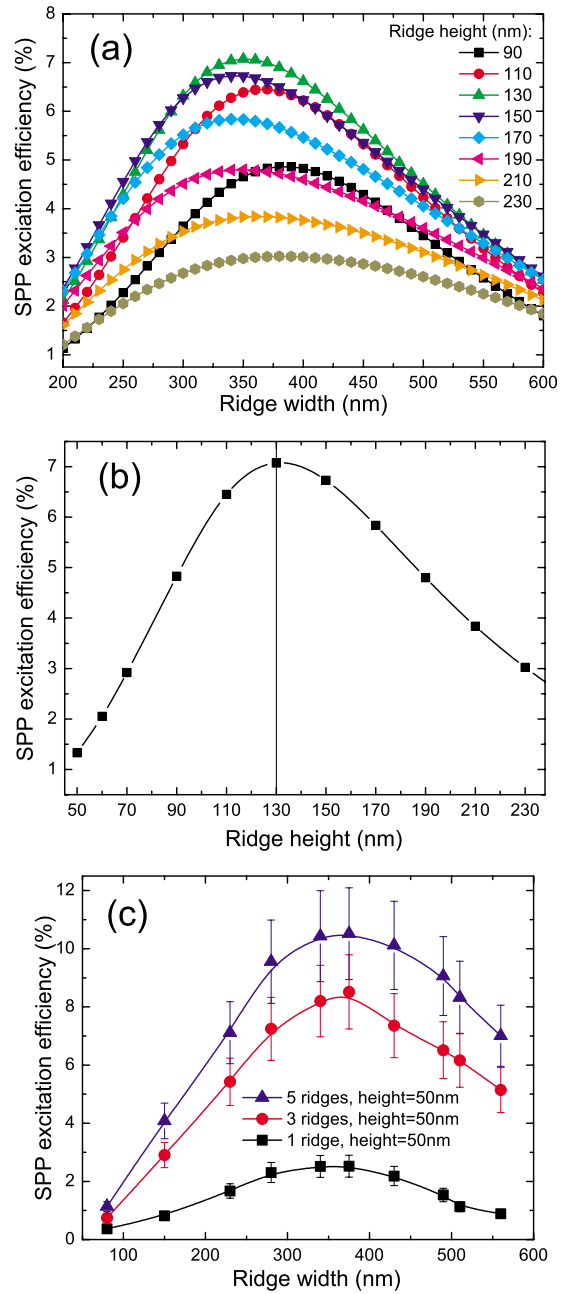 (a)
Ridge height (nm):
90
110
130
150
170
190
210
230
8
7
6
5
4
3
2
1
SPP exciation efficiency (%)
200 250 300 350 400 450 500 550 600
Ridge width (nm)
(b)
7
6
5
4
3
2
1
SPP excitation efficiency (%)
50 70 90 110 130 150 170 190 210 230
Ridge height (nm)
(c)
12
10
8
6
4
2
0
SPP excitation efficiency (%)
5 ridges, height=50nm
3 ridges, height=50nm
1 ridge, height=50nm
100 200 300 400 500 600
Ridge width (nm)